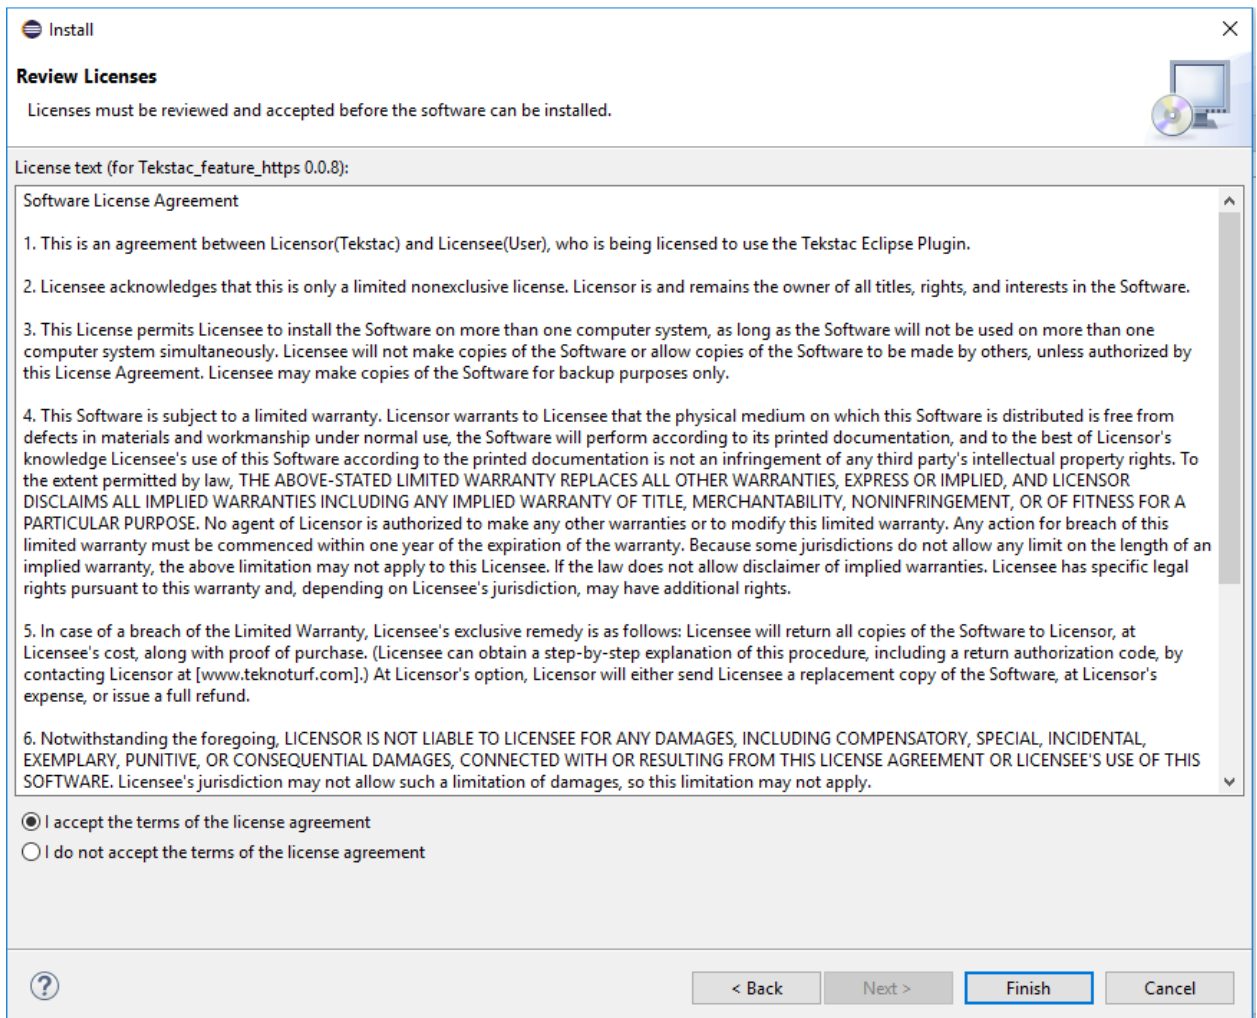 Install
Review Licenses
Licenses must be reviewed and accepted before the software can be installed.
License text (for Tekstac_feature_https 0.0.8):
Software License Agreement
1. This is an agreement between Licensor(Tekstac) and Licensee(User), who is being licensed to use the Tekstac Eclipse Plugin.
2. Licensee acknowledges that this is only a limited nonexclusive license. Licensor is and remains the owner of all titles, rights, and interests in the Software.
3. This License permits Licensee to install the Software on more than one computer system, as long as the Software will not be used on more than one
computer system simultaneously. Licensee will not make copies of the Software or allow copies of the Software to be made by others, unless authorized by
this License Agreement. Licensee may make copies of the Software for backup purposes only.
4. This Software is subject to a limited warranty. Licensor warrants to Licensee that the physical medium on which this Software is distributed is free from
defects in materials and workmanship under normal use, the Software will perform according to its printed documentation, and to the best of Licensor's
knowledge Licensee's use of this Software according to the printed documentation is not an infringement of any third party's intellectual property rights. To
the extent permitted by law, THE ABOVE-STATED LIMITED WARRANTY REPLACES ALL OTHER WARRANTIES, EXPRESS OR IMPLIED, AND LICENSOR
DISCLAIMS ALL IMPLIED WARRANTIES INCLUDING ANY IMPLIED WARRANTY OF TITLE, MERCHANTABILITY, NONINFRINGEMENT, OR OF FITNESS FOR A
PARTICULAR PURPOSE. No agent of Licensor is authorized to make any other warranties or to modify this limited warranty. Any action for breach of this
limited warranty must be commenced within one year of the expiration of the warranty. Because some jurisdictions do not allow any limit on the length of an
implied warranty, the above limitation may not apply to this Licensee. If the law does not allow disclaimer of implied warranties. Licensee has specific legal
rights pursuant to this warranty and, depending on Licensee's jurisdiction, may have additional rights.
5. In case of a breach of the Limited Warranty, Licensee's exclusive remedy is as follows: Licensee will return all copies of the Software to Licensor, at
Licensee's cost, along with proof of purchase. (Licensee can obtain a step-by-step explanation of this procedure, including a return authorization code, by
contacting Licensor at [www.teknoturf.com].) At Licensor's option, Licensor will either send Licensee a replacement copy of the Software, at Licensor's
expense, or issue a full refund.
6. Notwithstanding the foregoing, LICENSOR IS NOT LIABLE TO LICENSEE FOR ANY DAMAGES, INCLUDING COMPENSATORY, SPECIAL, INCIDENTAL,
EXEMPLARY, PUNITIVE, OR CONSEQUENTIAL DAMAGES, CONNECTED WITH OR RESULTING FROM THIS LICENSE AGREEMENT OR LICENSEE'S USE OF THIS
SOFTWARE. Licensee's jurisdiction may not allow such a limitation of damages, so this limitation may not apply.
I accept the terms of the license agreement
I do not accept the terms of the license agreement
? < Back Next > Finish Cancel